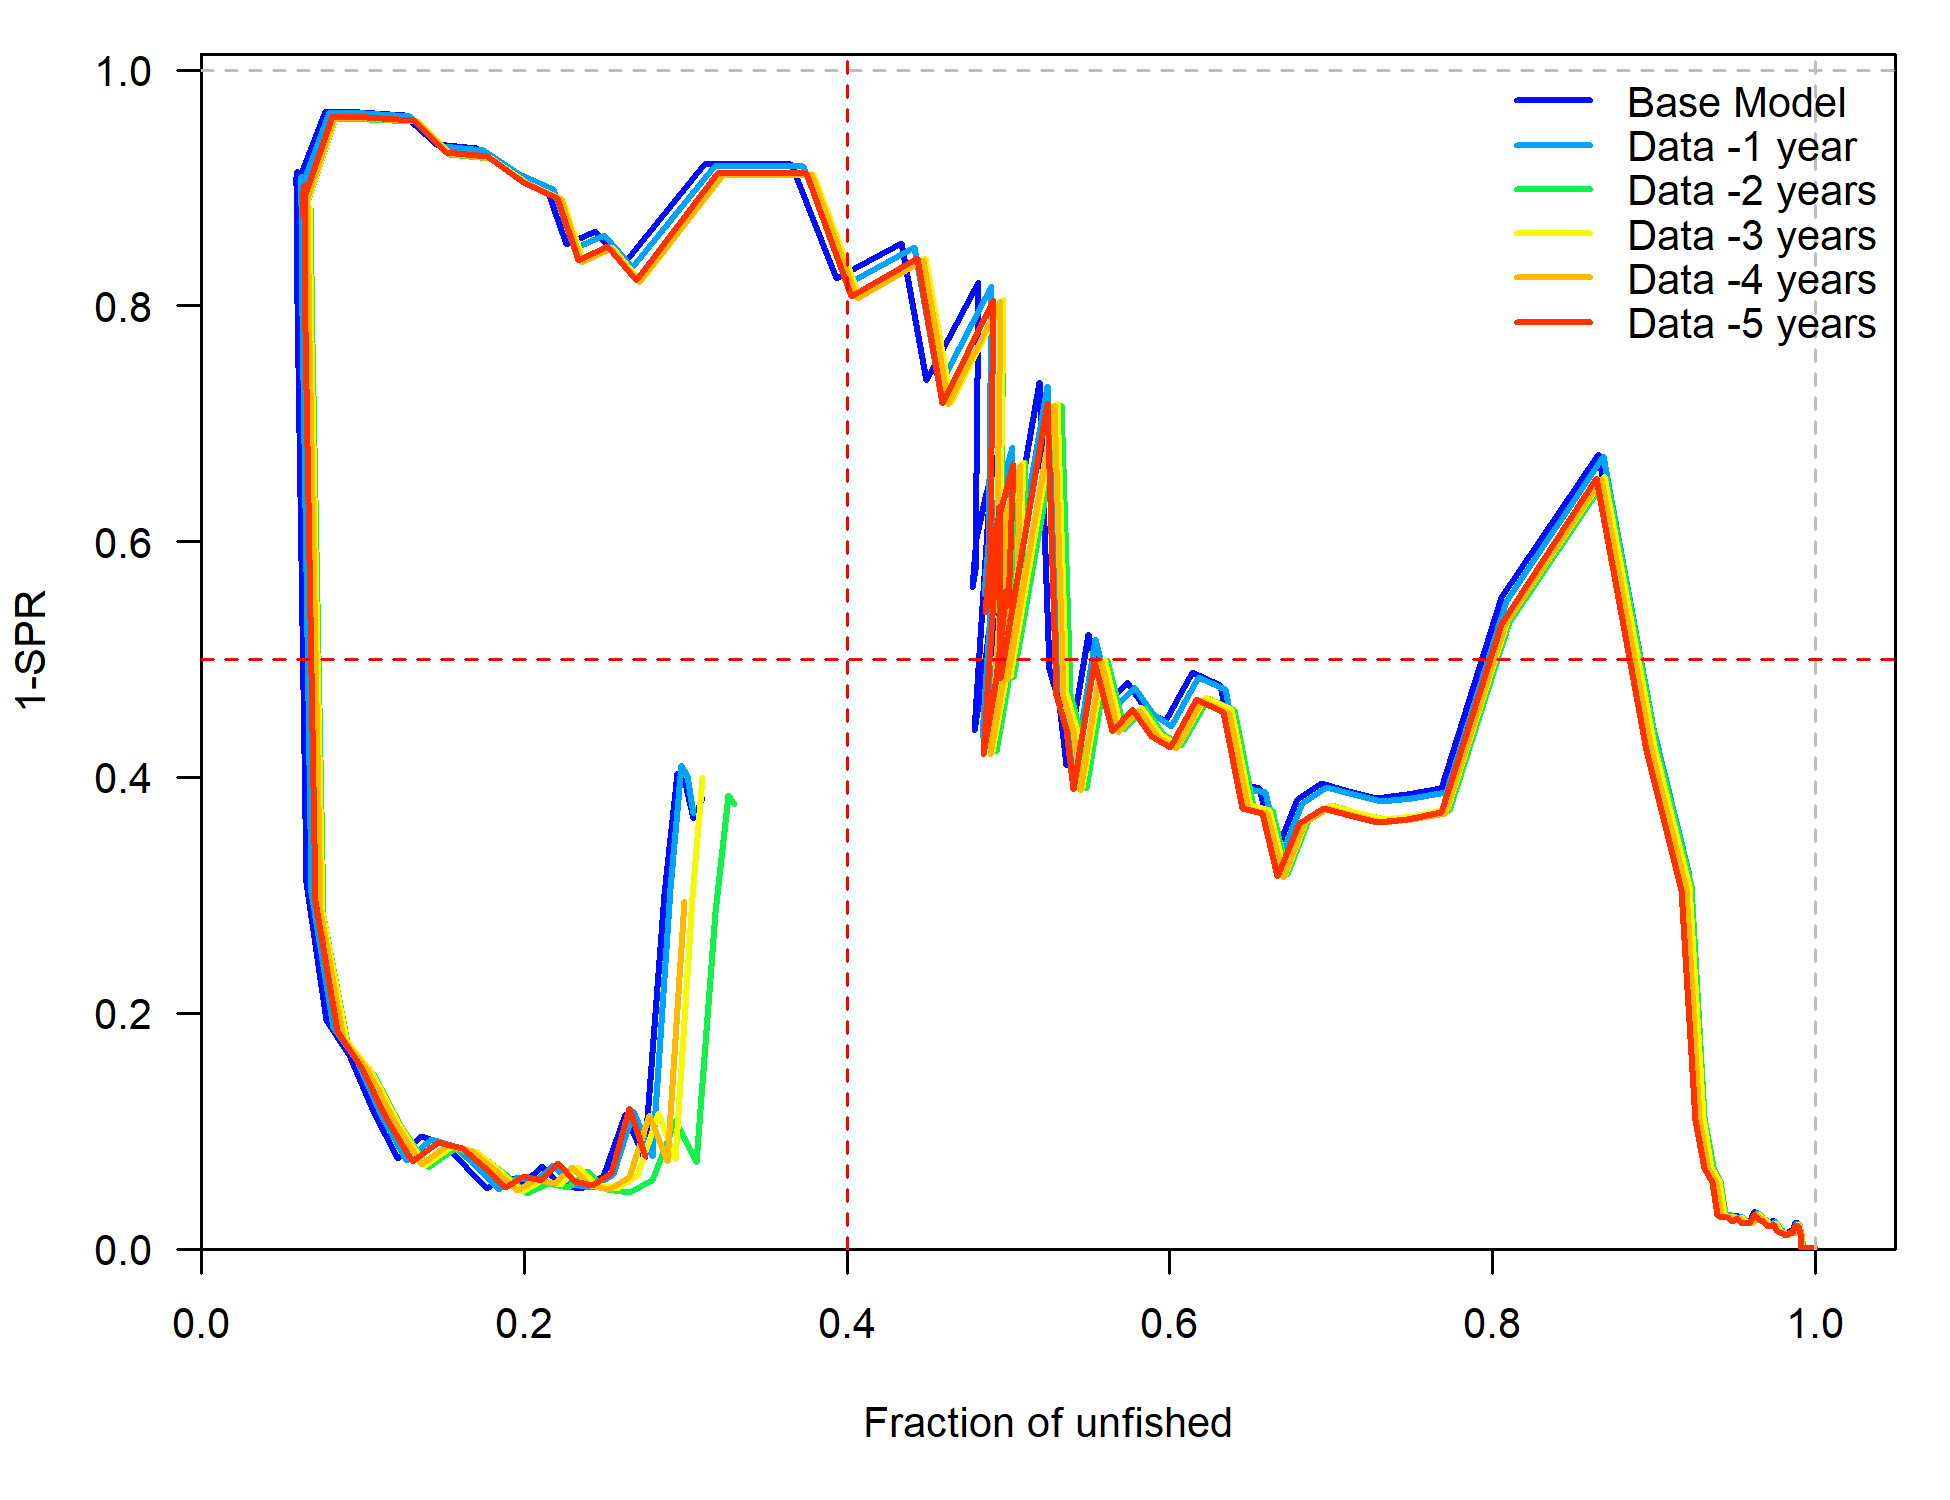 1.0
0.8
0.6
0.4
0.2
0.0
1-SPR
Base Model
Data -1 year
Data -2 years
Data -3 years
Data -4 years
Data -5 years
0.0 0.2 0.4 0.6 0.8 1.0
Fraction of unfished